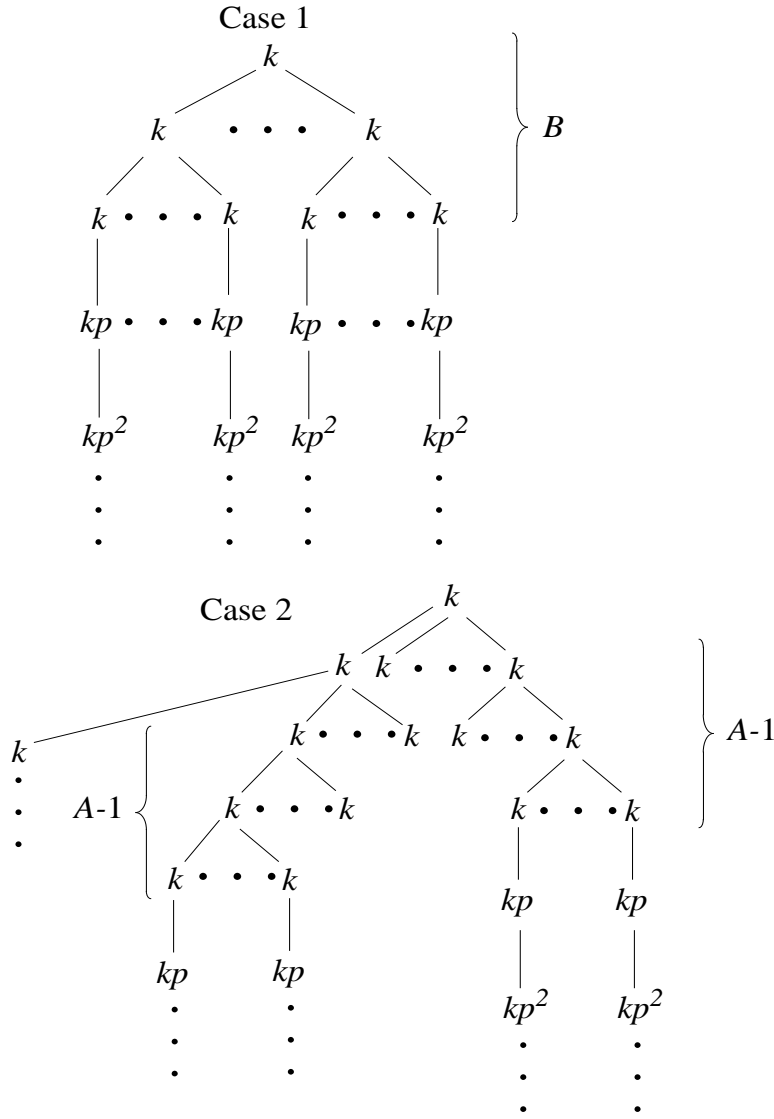 Case 1
k
k • • • k
B
k • • • k k • • • k
kp • • • kp kp • • • kp
kp² kp² kp² kp²
Case 2
k
k k • • • k
k
k • • • k k • • • k
A-1
A-1
k • • • k k • • • k
k • • • k
kp kp
kp kp
kp² kp²